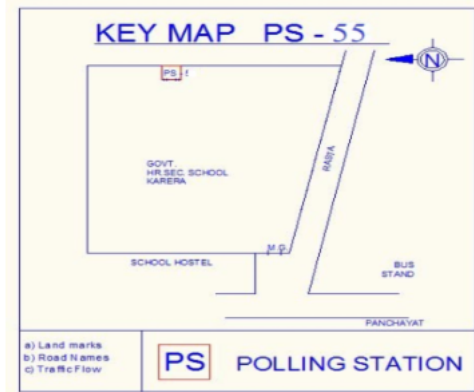 KEY MAP PS - 55
N
PS
GOVT.
HR.SEC. SCHOOL
KARERA
RASTA
M.G.
SCHOOL HOSTEL
BUS
STAND
PANCHAYAT
a) Land marks
b) Road Names
c) Traffic Flow
PS POLLING STATION